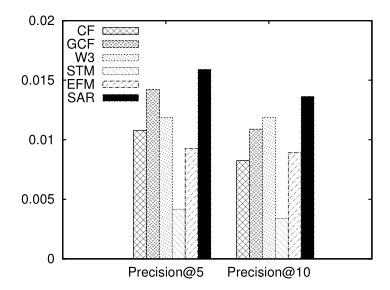 0.02
CF
GCF
W3
0.015
STM
EFM
SAR
0.01
0.005
0
Precision@5 Precision@10